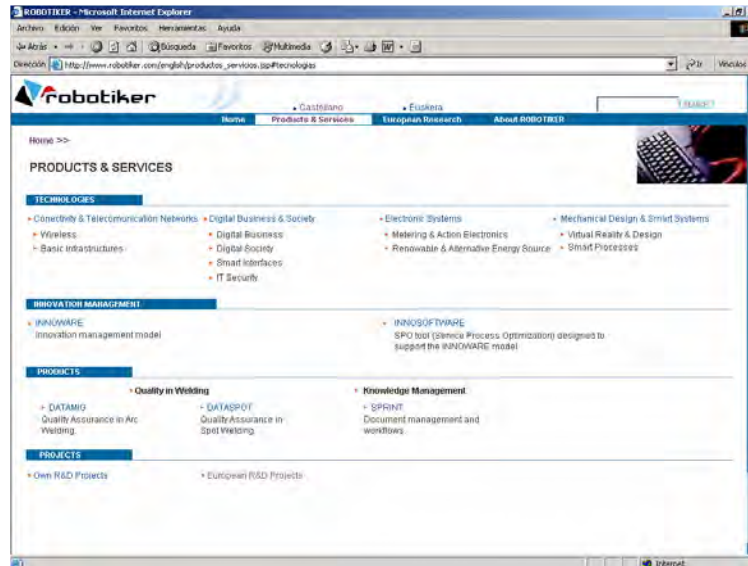 ROBOTIKER - Microsoft Internet Explorer
Archivo Edición Ver Favoritos Herramientas Ayuda
Atrás Búsqueda Favoritos Multimedia
Dirección http://www.robotiker.com/english/productos_servicios.jsp#tecnologias Ir Vínculos
robotiker
Castellano Euskera SEARCH
Home Products & Services European Research About ROBOTIKER
Home >>
PRODUCTS & SERVICES
TECHNOLOGIES
Conectivity & Telecomunication Networks Digital Business & Society Electronic Systems Mechanical Design & Smart Systems
Wireless Digital Business Metering & Action Electronics Virtual Reality & Design
Basic Infrastructures Digital Society Renowable & Alternative Energy Source Smart Processes
Smart Interfaces
IT Security
INNOVATION MANAGEMENT
INNOWARE INNOSOFTWARE
Innovation management model SPO tool (Service Process Optimization) designed to
support the INNOWARE model
PRODUCTS
Quality in Welding Knowledge Management
DATAMIG DATASPOT SPRINT
Quality Assurance in Arc Quality Assurance in Document management and
Welding. Spot Welding. workflows
PROJECTS
Own R&D Projects European R&D Projects
Internet